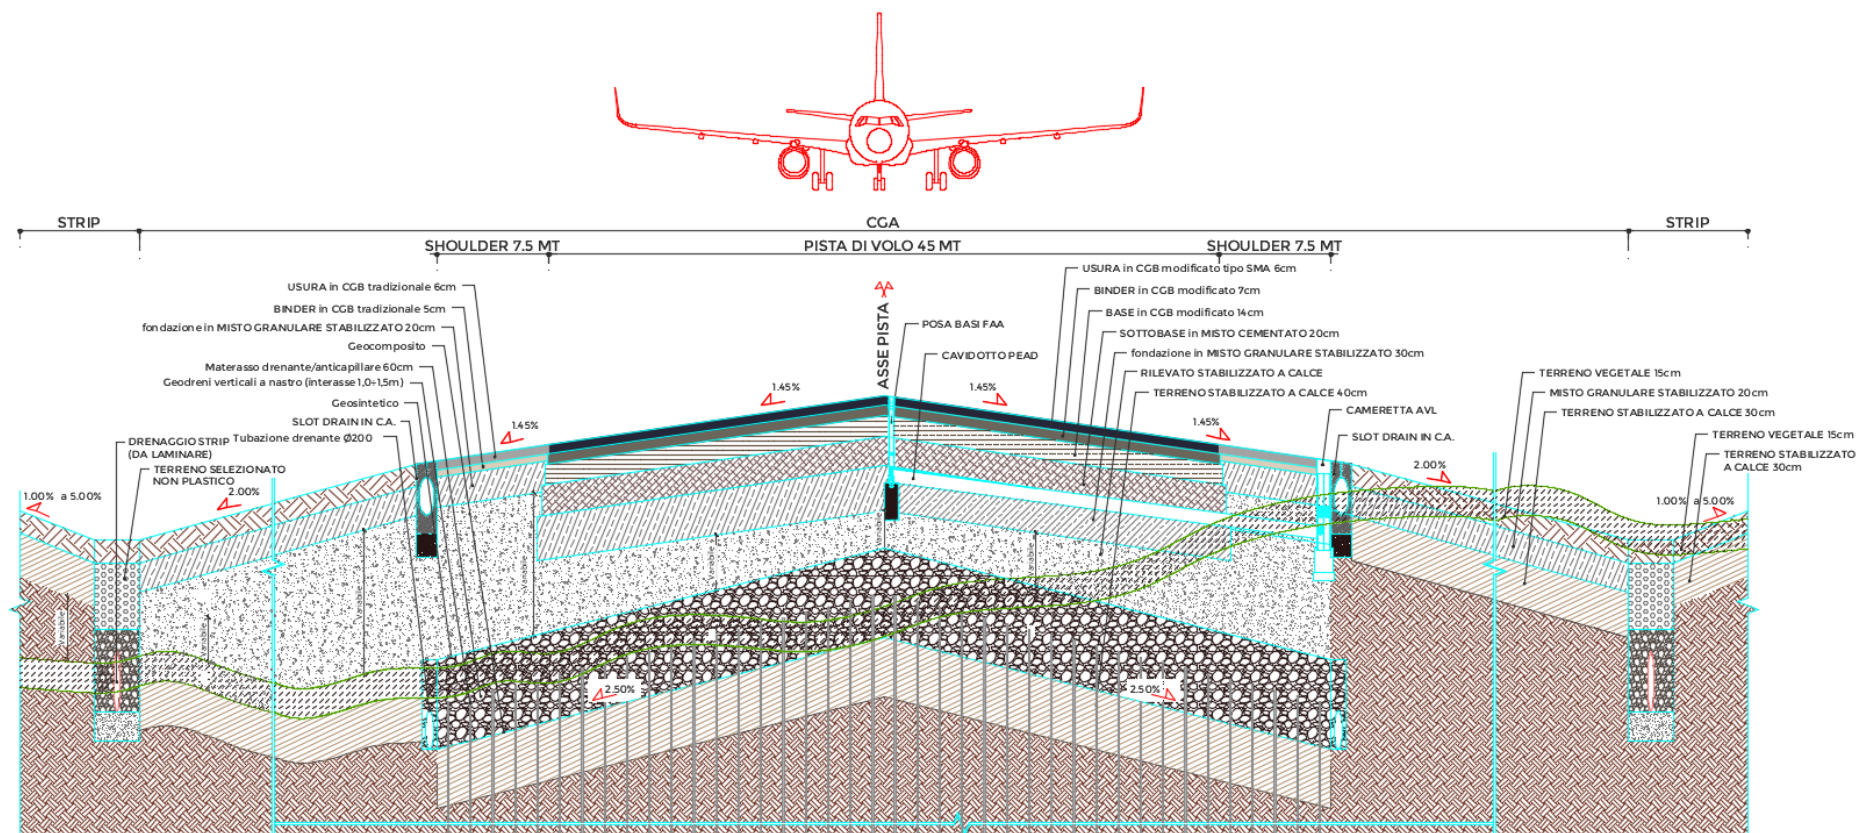 STRIP
CGA
STRIP
SHOULDER 7.5 MT
PISTA DI VOLO 45 MT
SHOULDER 7.5 MT
USURA in CGB tradizionale 6cm
BINDER in CGB tradizionale 5cm
fondazione in MISTO GRANULARE STABILIZZATO 20cm
Geocomposito
Materasso drenante/anticapillare 60cm
Geodreni verticali a nastro (interasse 1,0÷1,5m)
Geosintetico
SLOT DRAIN IN C.A.
Tubazione drenante Ø200
DRENAGGIO STRIP
(DA LAMINARE)
TERRENO SELEZIONATO
NON PLASTICO
ASSE PISTA
POSA BASI FAA
CAVIDOTTO PEAD
USURA in CGB modificato tipo SMA 6cm
BINDER in CGB modificato 7cm
BASE in CGB modificato 14cm
SOTTOBASE in MISTO CEMENTATO 20cm
fondazione in MISTO GRANULARE STABILIZZATO 30cm
RILEVATO STABILIZZATO A CALCE
TERRENO STABILIZZATO A CALCE 40cm
CAMERETTA AVL
SLOT DRAIN IN C.A.
TERRENO VEGETALE 15cm
MISTO GRANULARE STABILIZZATO 20cm
TERRENO STABILIZZATO A CALCE 30cm
TERRENO VEGETALE 15cm
TERRENO STABILIZZATO
A CALCE 30cm
1.00% a 5.00%
2.00%
1.45%
1.45%
1.45%
1.45%
2.00%
1.00% a 5.00%
Variabile
Variabile
Variabile
Variabile
Variabile
Variabile
2.50%
2.50%